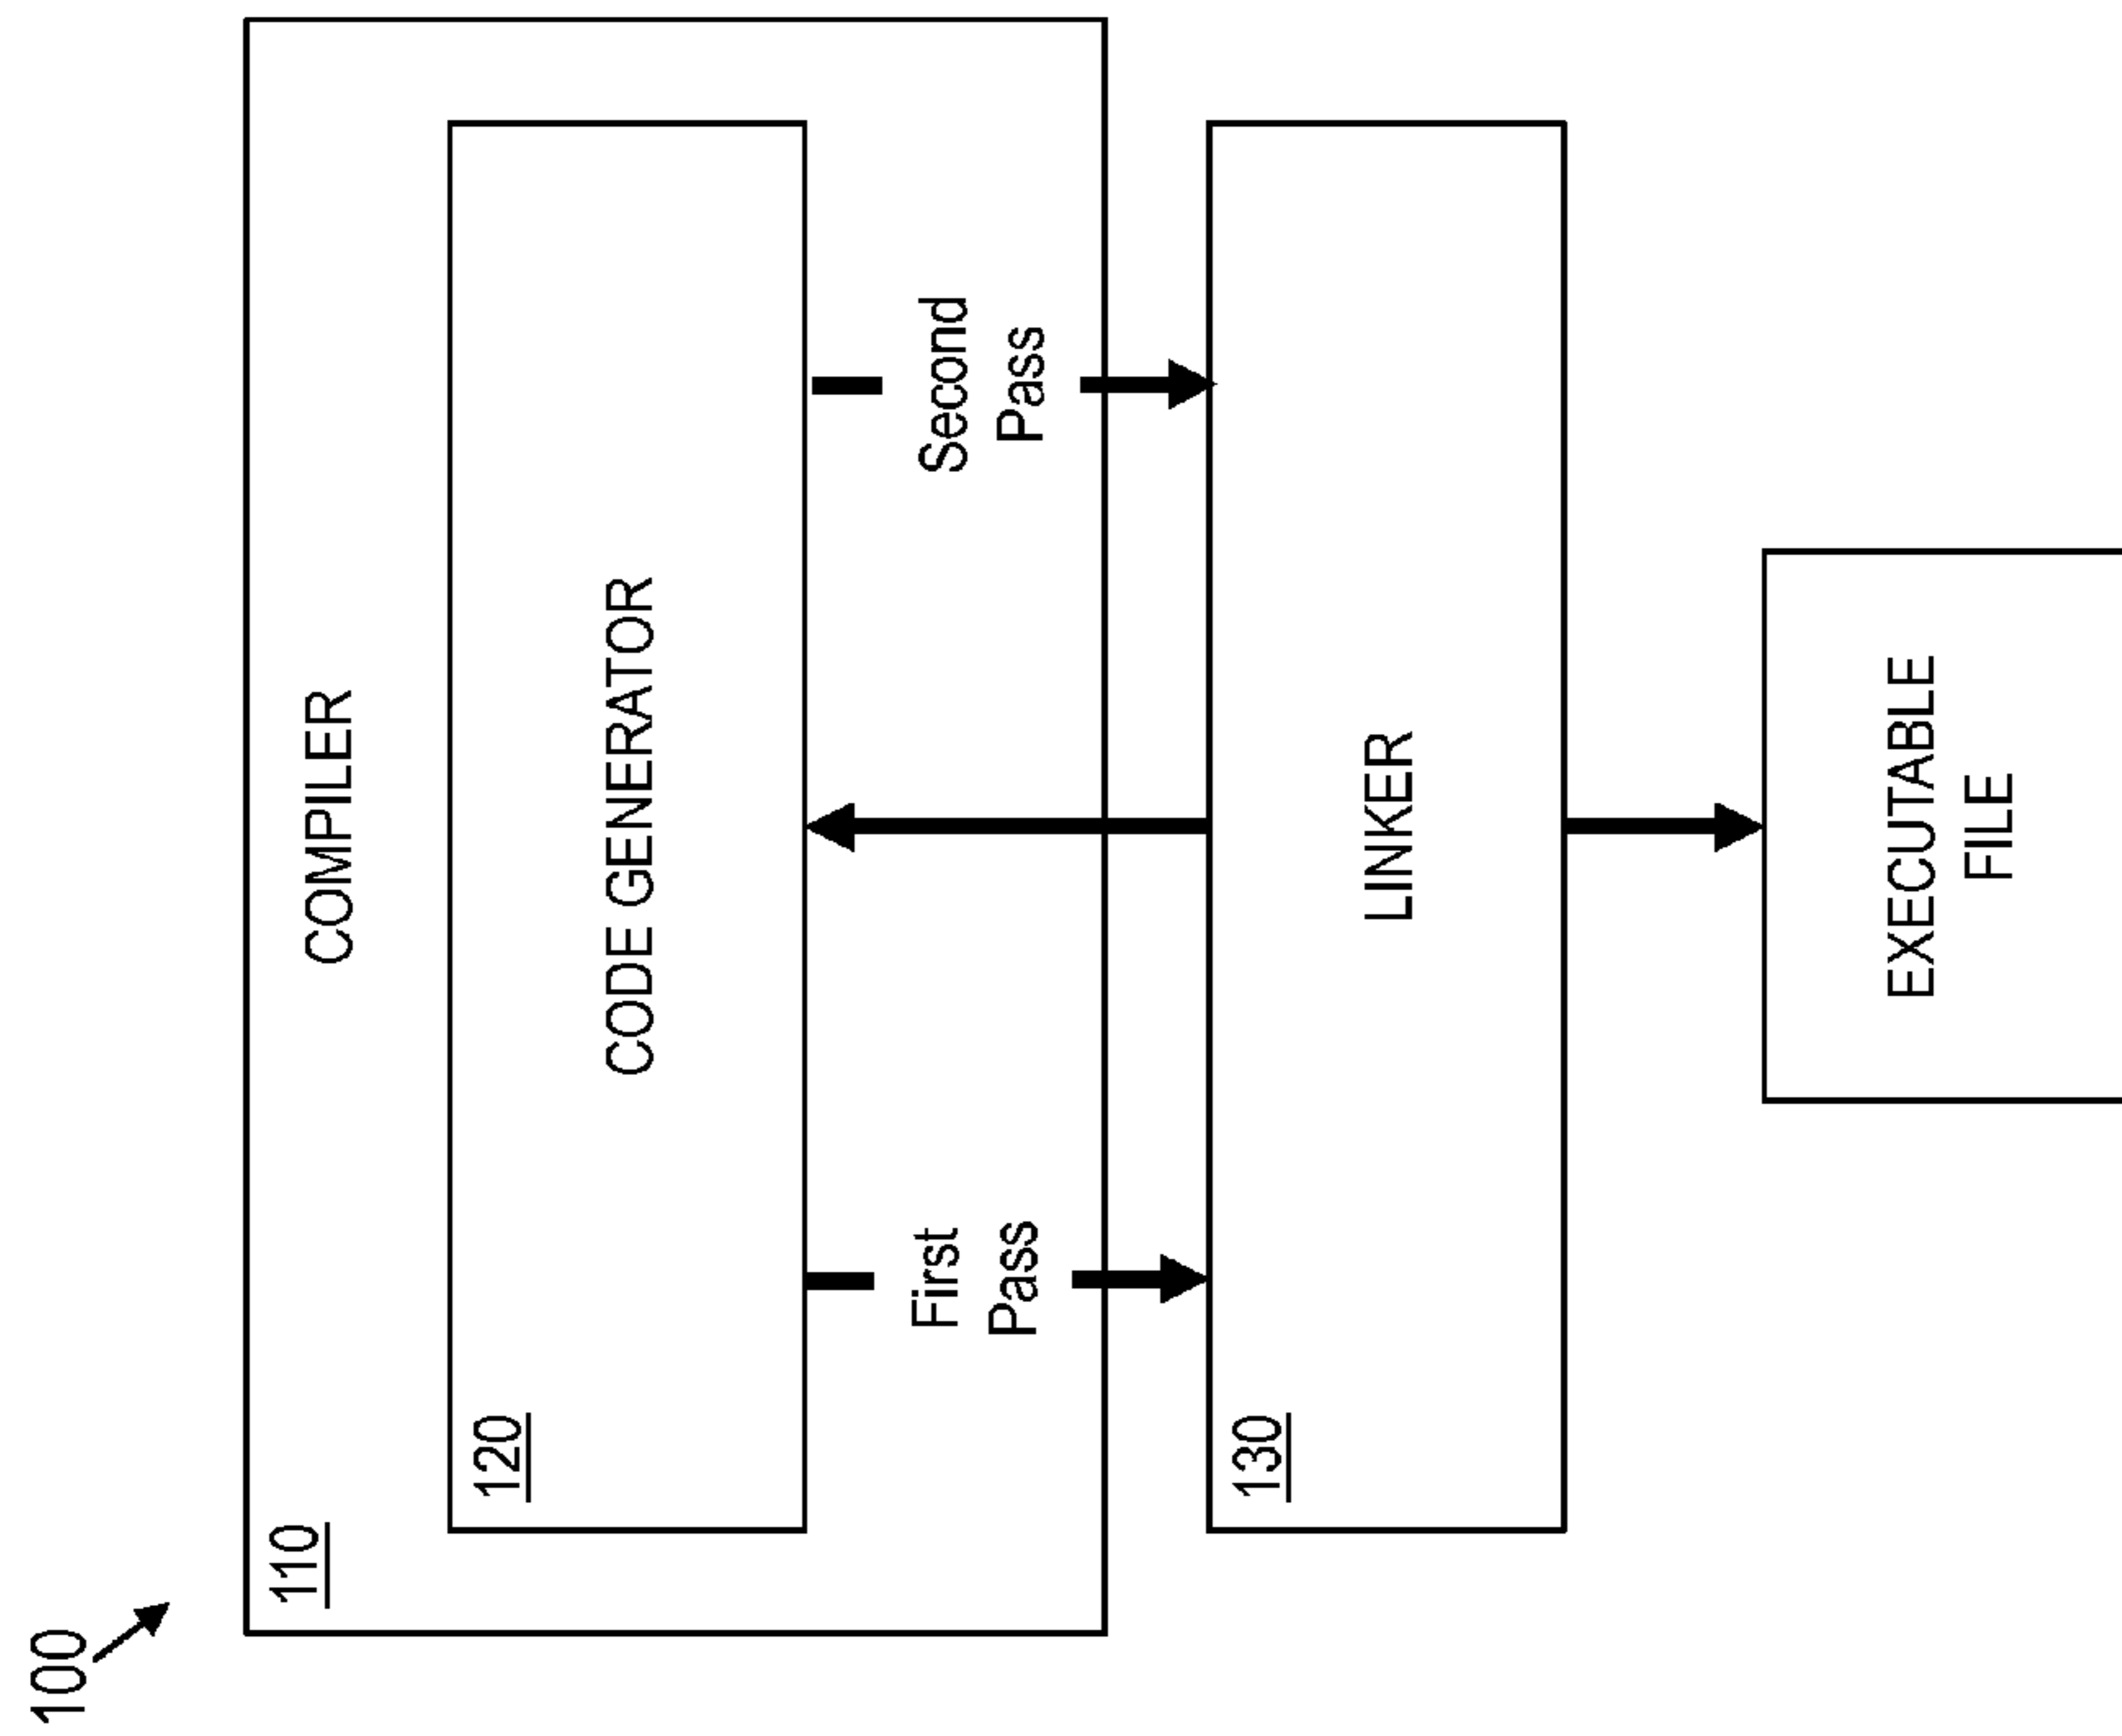 100
110
COMPILER
120
CODE GENERATOR
First
Pass
Second
Pass
130
LINKER
EXECUTABLE
FILE